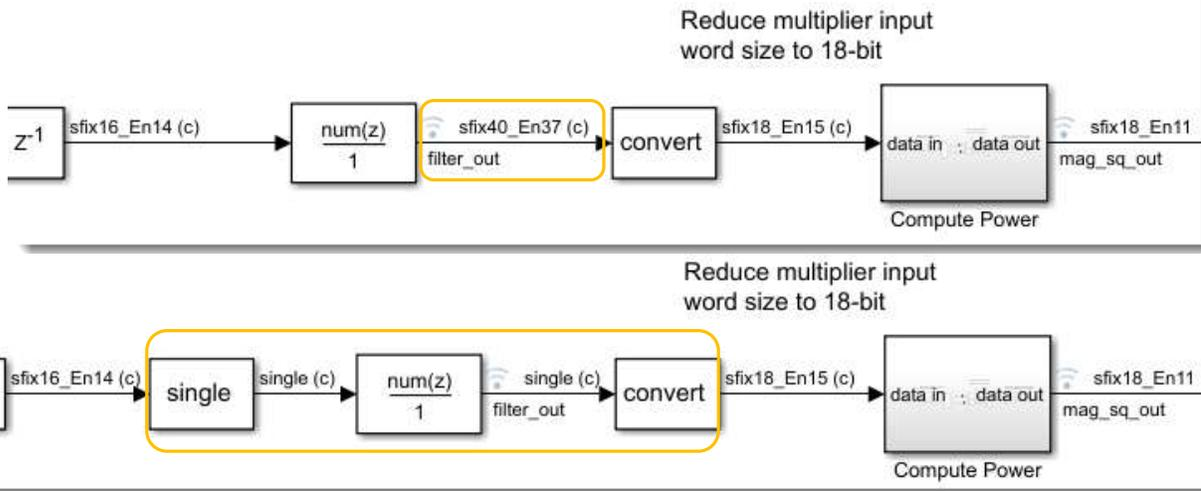 Reduce multiplier input
word size to 18-bit
Z-1
sfix16_En14 (c)
num(z)
1
sfix40_En37 (c)
filter_out
convert
sfix18_En15 (c)
data in
data out
sfix18_En11
mag_sq_out
Compute Power
Reduce multiplier input
word size to 18-bit
sfix16_En14 (c)
single
single (c)
num(z)
1
single (c)
filter_out
convert
sfix18_En15 (c)
data in
data out
sfix18_En11
mag_sq_out
Compute Power